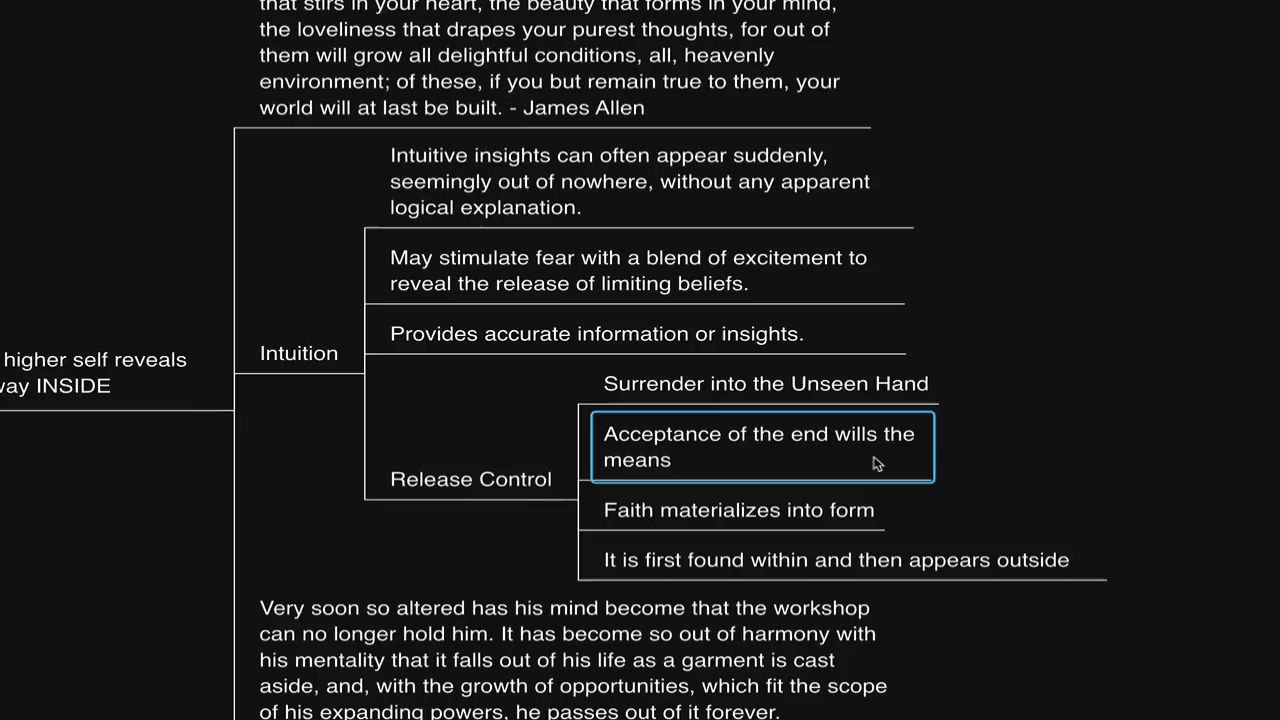 that stirs in your heart, the beauty that forms in your mind,
the loveliness that drapes your purest thoughts, for out of
them will grow all delightful conditions, all, heavenly
environment; of these, if you but remain true to them, your
world will at last be built. - James Allen
Intuitive insights can often appear suddenly,
seemingly out of nowhere, without any apparent
logical explanation.
May stimulate fear with a blend of excitement to
reveal the release of limiting beliefs.
Provides accurate information or insights.
Intuition
higher self reveals
way INSIDE
Surrender into the Unseen Hand
Acceptance of the end wills the
means
Release Control
Faith materializes into form
It is first found within and then appears outside
Very soon so altered has his mind become that the workshop
can no longer hold him. It has become so out of harmony with
his mentality that it falls out of his life as a garment is cast
aside, and, with the growth of opportunities, which fit the scope
of his expanding powers, he passes out of it forever.